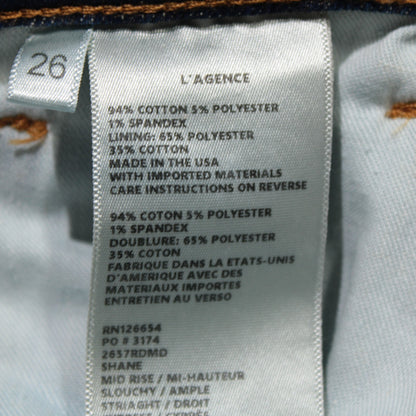 26
L'AGENCE
94% COTTON 5% POLYESTER
1% SPANDEX
LINING: 65% POLYESTER
35% COTTON
MADE IN THE USA
WITH IMPORTED MATERIALS
CARE INSTRUCTIONS ON REVERSE
94% COTON 5% POLYESTER
1% SPANDEX
DOUBLURE: 65% POLYESTER
35% COTON
FABRIQUE DANS LA ETATS-UNIS
D'AMERIQUE AVEC DES
MATERIAUX IMPORTES
ENTRETIEN AU VERSO
RN126654
PO # 3174
2657RDMD
SHANE
MID RISE / MI-HAUTEUR
SLOUCHY / AMPLE
STRAIGHT / DROIT